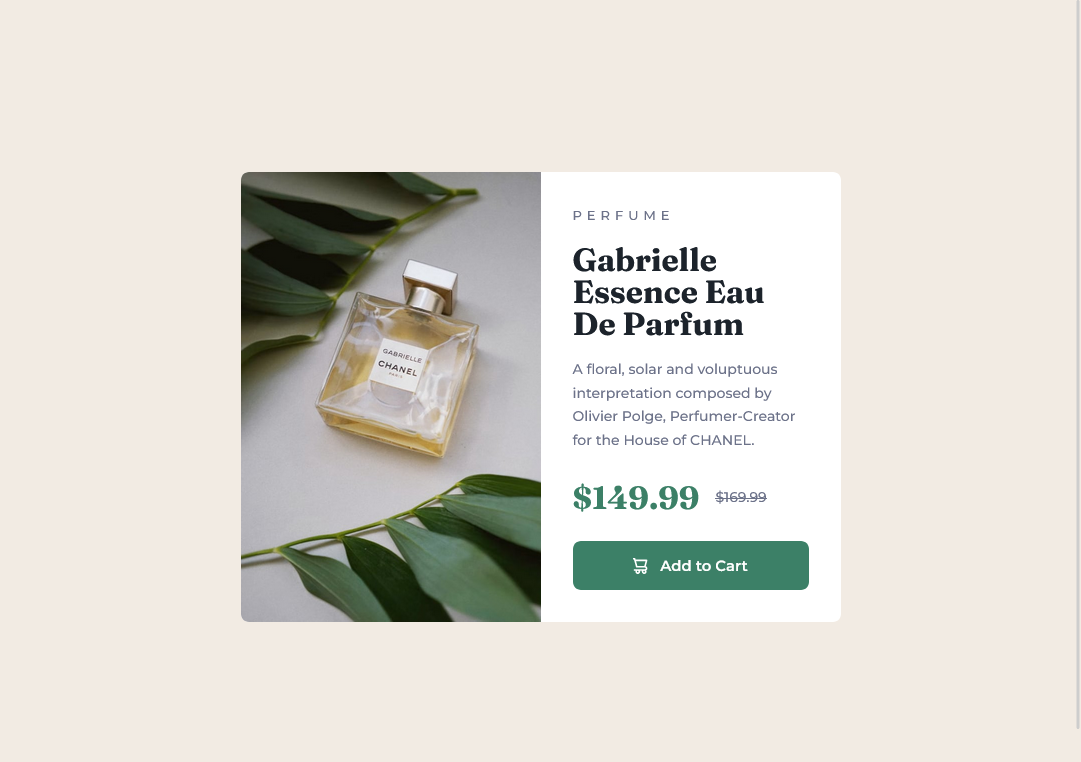 GABRIELLE
CHANEL
PARIS
PERFUME
Gabrielle
Essence Eau
De Parfum
A floral, solar and voluptuous
interpretation composed by
Olivier Polge, Perfumer-Creator
for the House of CHANEL.
$149.99 $169.99
Add to Cart